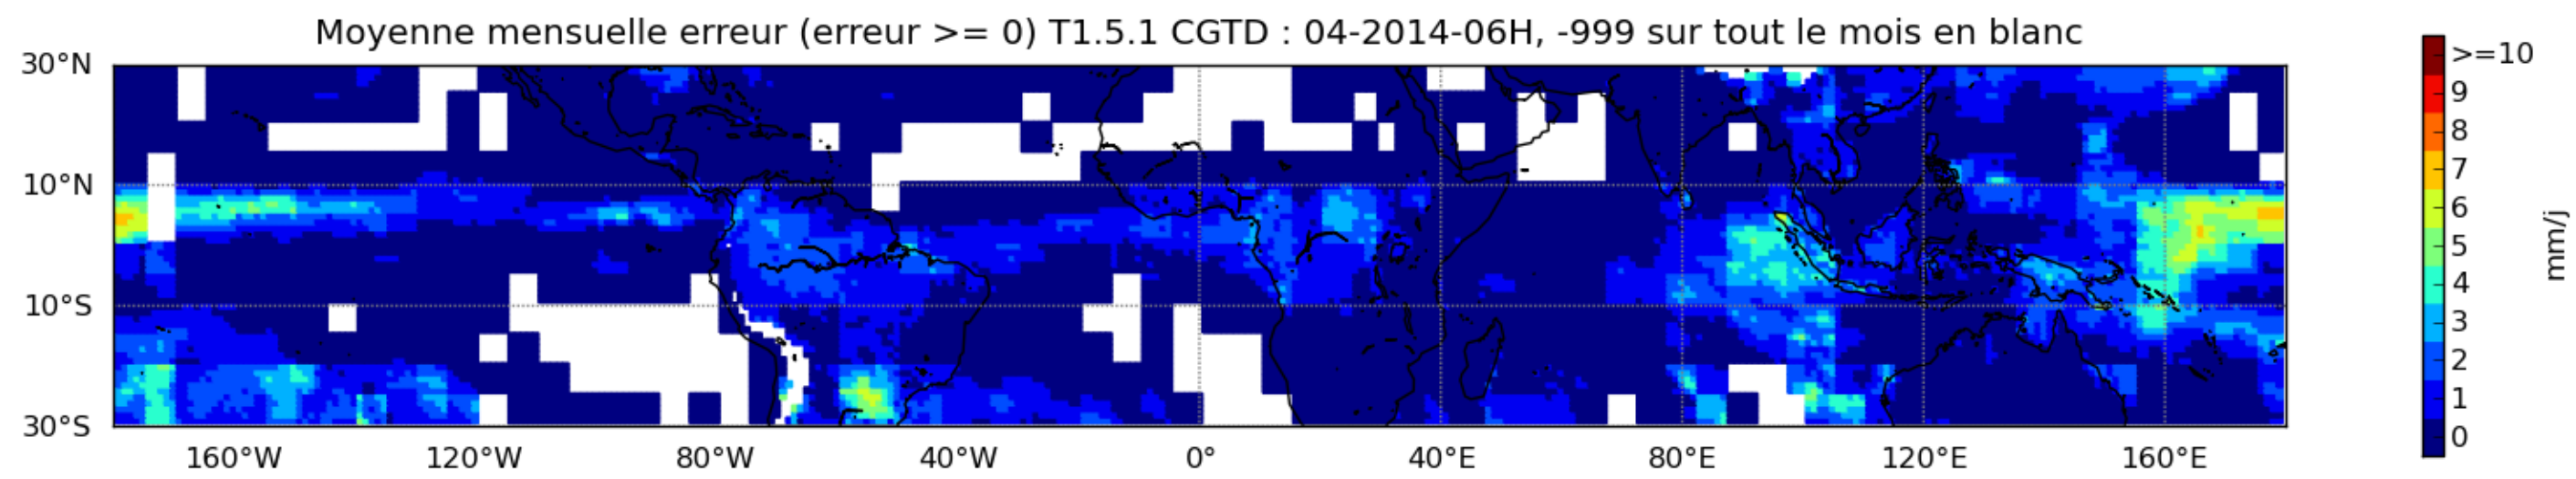 Moyenne mensuelle erreur (erreur >= 0) T1.5.1 CGTD : 04-2014-06H, -999 sur tout le mois en blanc
30°N
10°N
10°S
30°S
160°W 120°W 80°W 40°W 0° 40°E 80°E 120°E 160°E
>=10
9
8
7
6
5
4
3
2
1
0
mm/j